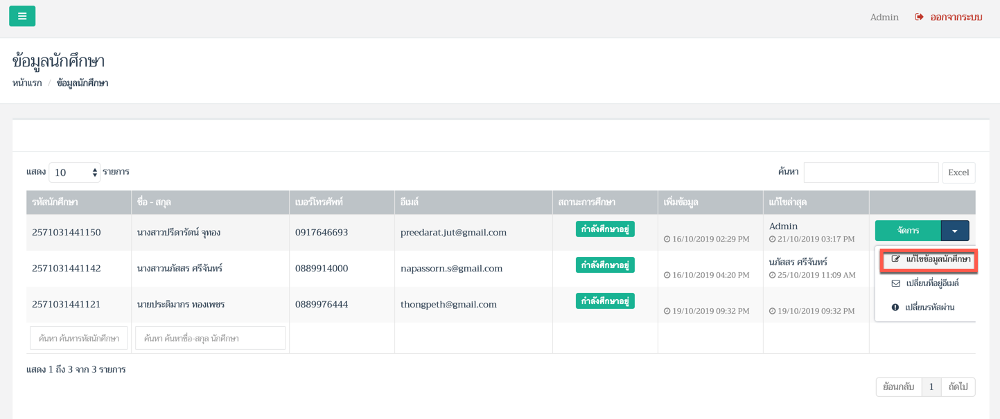 Admin ออกจากระบบ
ข้อมูลนักศึกษา
หน้าแรก / ข้อมูลนักศึกษา
แสดง 10 รายการ ค้นหา Excel
รหัสนักศึกษา ชื่อ - สกุล เบอร์โทรศัพท์ อีเมล์ สถานะการศึกษา เพิ่มข้อมูล แก้ไขล่าสุด
2571031441150 นางสาวปรีดารัตน์ จุทอง 0917646693 preedarat.jut@gmail.com กำลังศึกษาอยู่ 16/10/2019 02:29 PM Admin 21/10/2019 03:17 PM จัดการ
แก้ไขข้อมูลนักศึกษา
2571031441142 นางสาวนภัสสร ศรีจันทร์ 0889914000 napassorn.s@gmail.com กำลังศึกษาอยู่ 16/10/2019 04:20 PM นภัสสร ศรีจันทร์ 25/10/2019 11:09 AM
เปลี่ยนที่อยู่อีเมล์
2571031441121 นายประติมากร ทองเพชร 0889976444 thongpeth@gmail.com กำลังศึกษาอยู่ 19/10/2019 09:32 PM 19/10/2019 09:32 PM
เปลี่ยนรหัสผ่าน
ค้นหา ค้นหารหัสนักศึกษา ค้นหา ค้นหาชื่อ-สกุล นักศึกษา
แสดง 1 ถึง 3 จาก 3 รายการ
ย้อนกลับ 1 ถัดไป